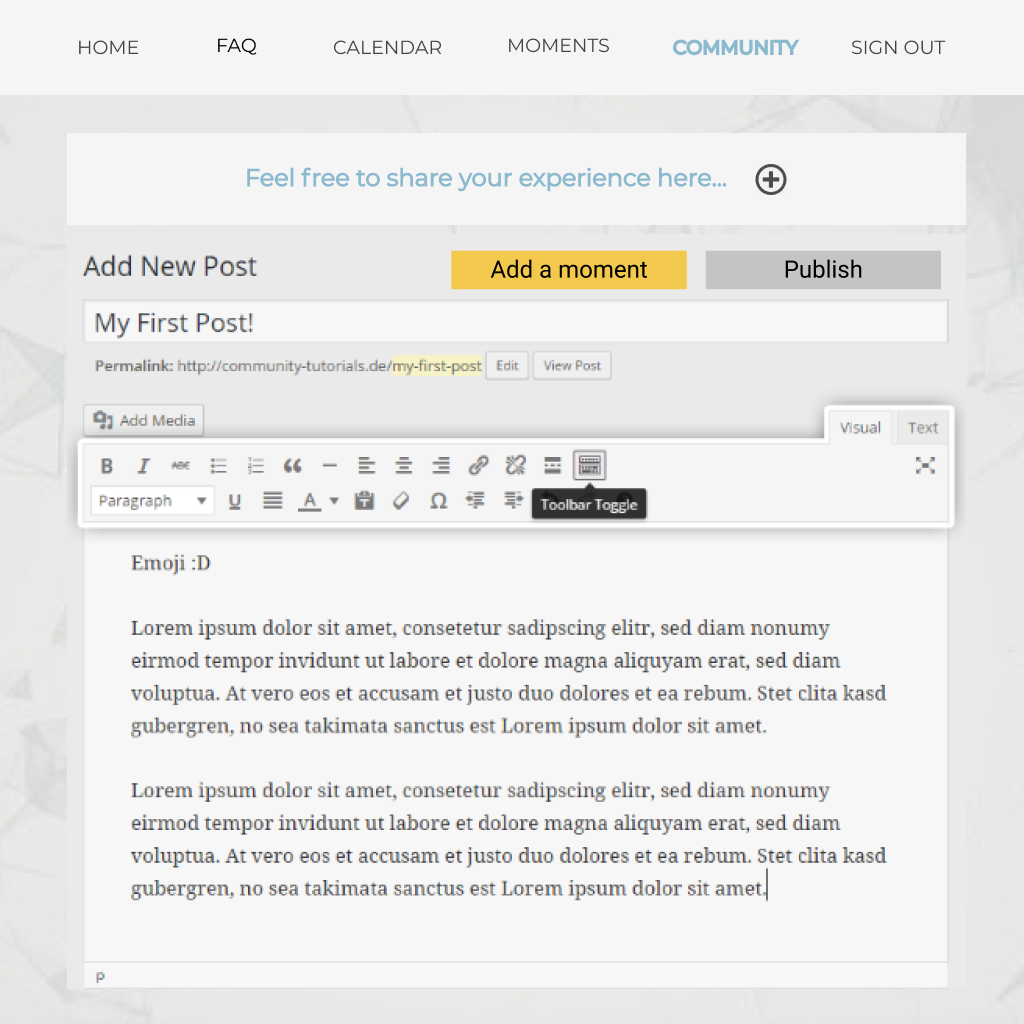 HOME FAQ CALENDAR MOMENTS COMMUNITY SIGN OUT
Feel free to share your experience here...
Add New Post Add a moment Publish
My First Post!
Permalink: http://community-tutorials.de/my-first-post Edit View Post
Add Media Visual Text
B I ABC
Paragraph U A Ω Toolbar Toggle
Emoji :D
Lorem ipsum dolor sit amet, consetetur sadipscing elitr, sed diam nonumy
eirmod tempor invidunt ut labore et dolore magna aliquyam erat, sed diam
voluptua. At vero eos et accusam et justo duo dolores et ea rebum. Stet clita kasd
gubergren, no sea takimata sanctus est Lorem ipsum dolor sit amet.
Lorem ipsum dolor sit amet, consetetur sadipscing elitr, sed diam nonumy
eirmod tempor invidunt ut labore et dolore magna aliquyam erat, sed diam
voluptua. At vero eos et accusam et justo duo dolores et ea rebum. Stet clita kasd
gubergren, no sea takimata sanctus est Lorem ipsum dolor sit amet.
p